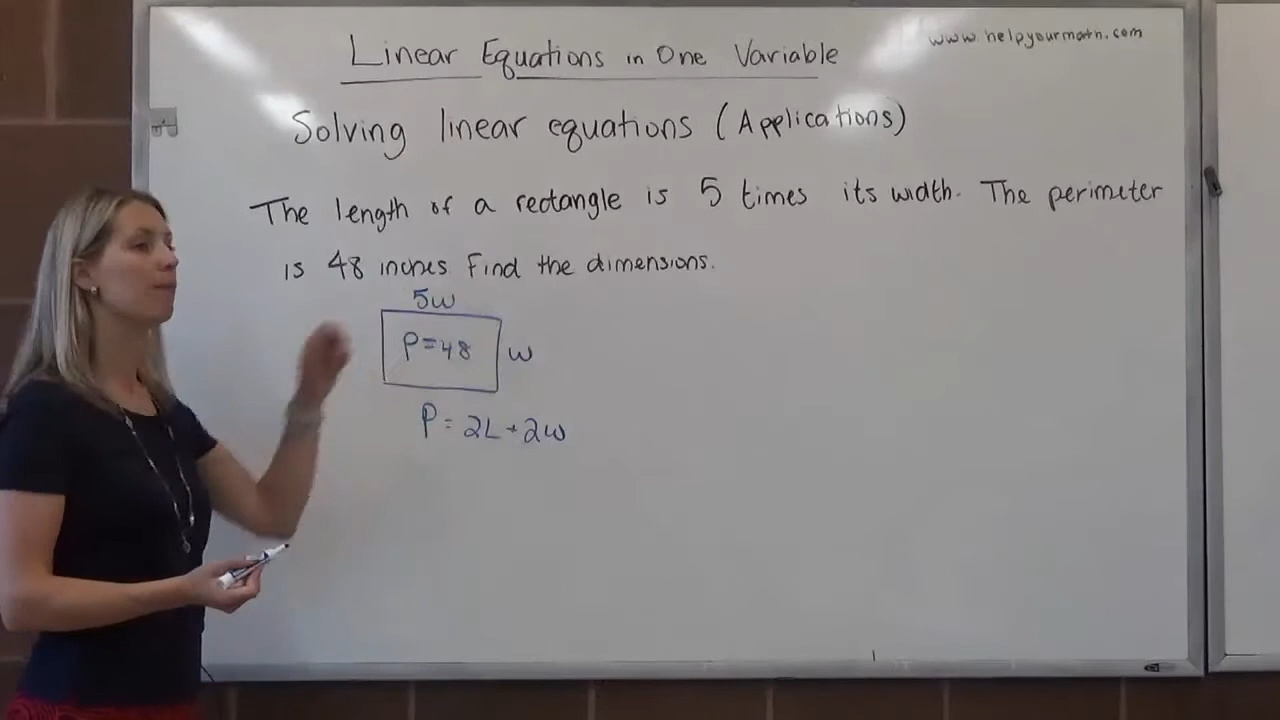 Linear Equations in One Variable
www.helpyourmath.com
Solving linear equations (Applications)
The length of a rectangle is 5 times its width. The perimeter
is 48 inches Find the dimensions.
5w
P=48
w
P = 2L + 2w